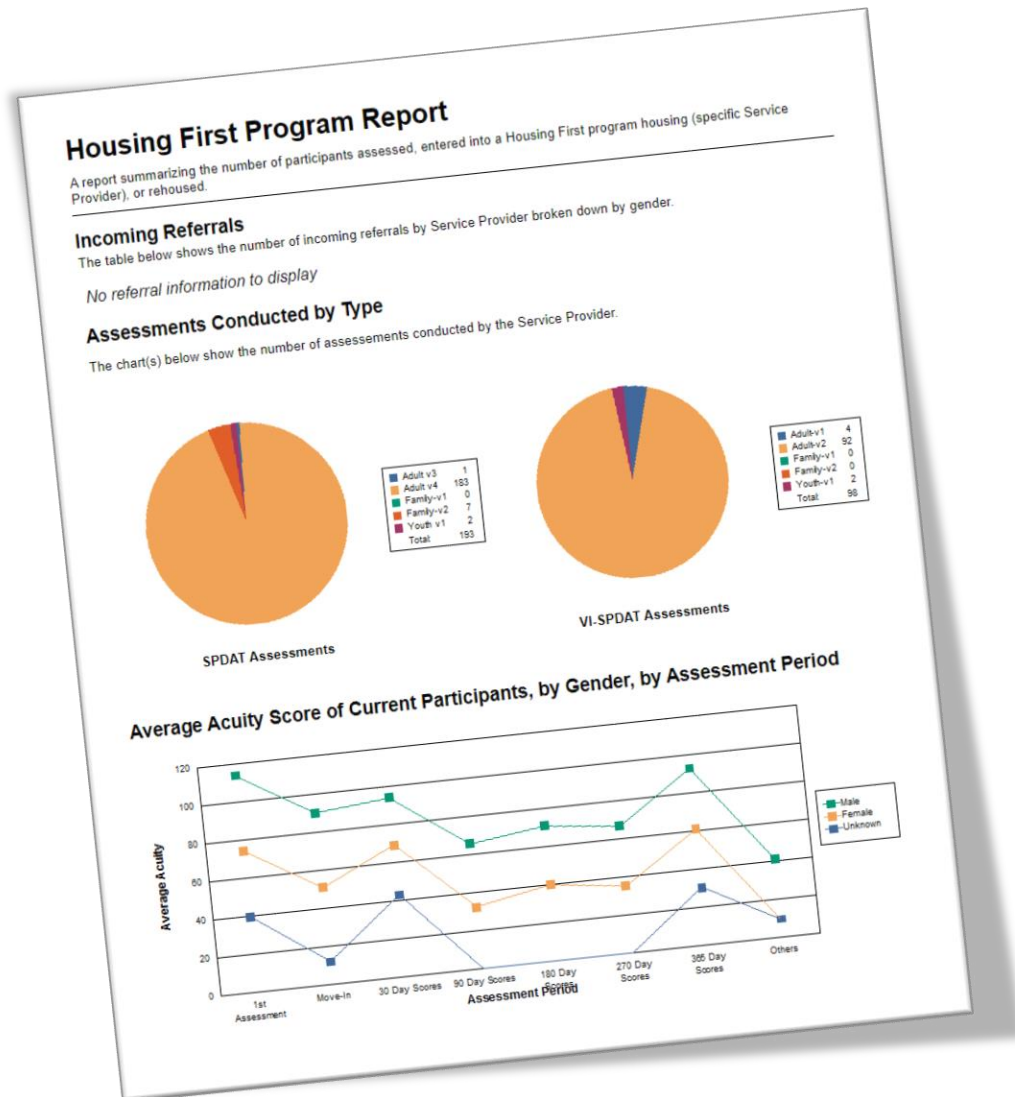 Housing First Program Report
A report summarizing the number of participants assessed, entered into a Housing First program housing (specific Service
Provider), or rehoused.
Incoming Referrals
The table below shows the number of incoming referrals by Service Provider broken down by gender.
No referral information to display
Assessments Conducted by Type
The chart(s) below show the number of assessements conducted by the Service Provider.
Adult v3 1
Adult v4 183
Family-v1 0
Family-v2 7
Youth v1 2
Total: 193
SPDAT Assessments
Adult-v1 4
Adult-v2 92
Family-v1 0
Family-v2 0
Youth-v1 2
Total: 98
VI-SPDAT Assessments
Average Acuity Score of Current Participants, by Gender, by Assessment Period
120
100
80
60
40
20
0
Average Acuity
1st
Assessment
Move-In
30 Day Scores
90 Day Scores
180 Day
Scores
270 Day
Scores
365 Day
Scores
Others
Assessment Period
Male
Female
Unknown